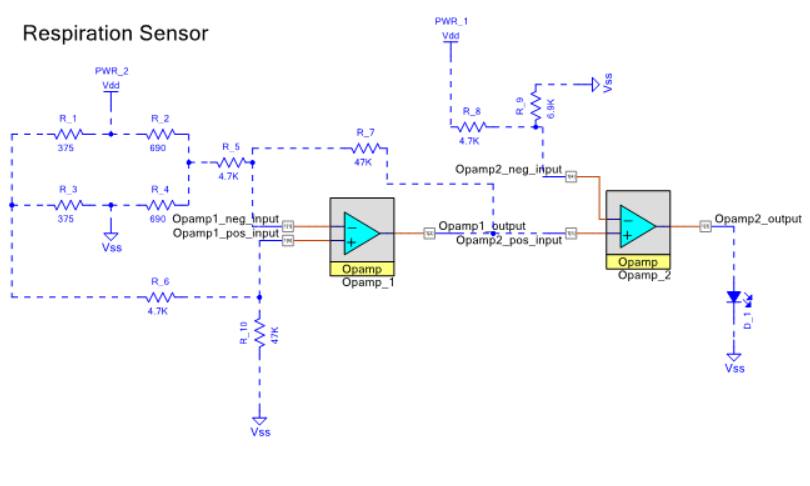 Respiration Sensor
PWR_1
Vdd
PWR_2
Vdd
Vss
R_9
6.9K
R_8
4.7K
R_1
375
R_2
690
R_5
4.7K
R_7
47K
R_3
375
R_4
690
Vss
Opamp2_neg_input
Opamp1_neg_input
Opamp1_pos_input
Opamp1_output
Opamp2_pos_input
Opamp2_output
Opamp
Opamp_1
Opamp
Opamp_2
R_6
4.7K
R_10
47K
D_1
Vss
Vss